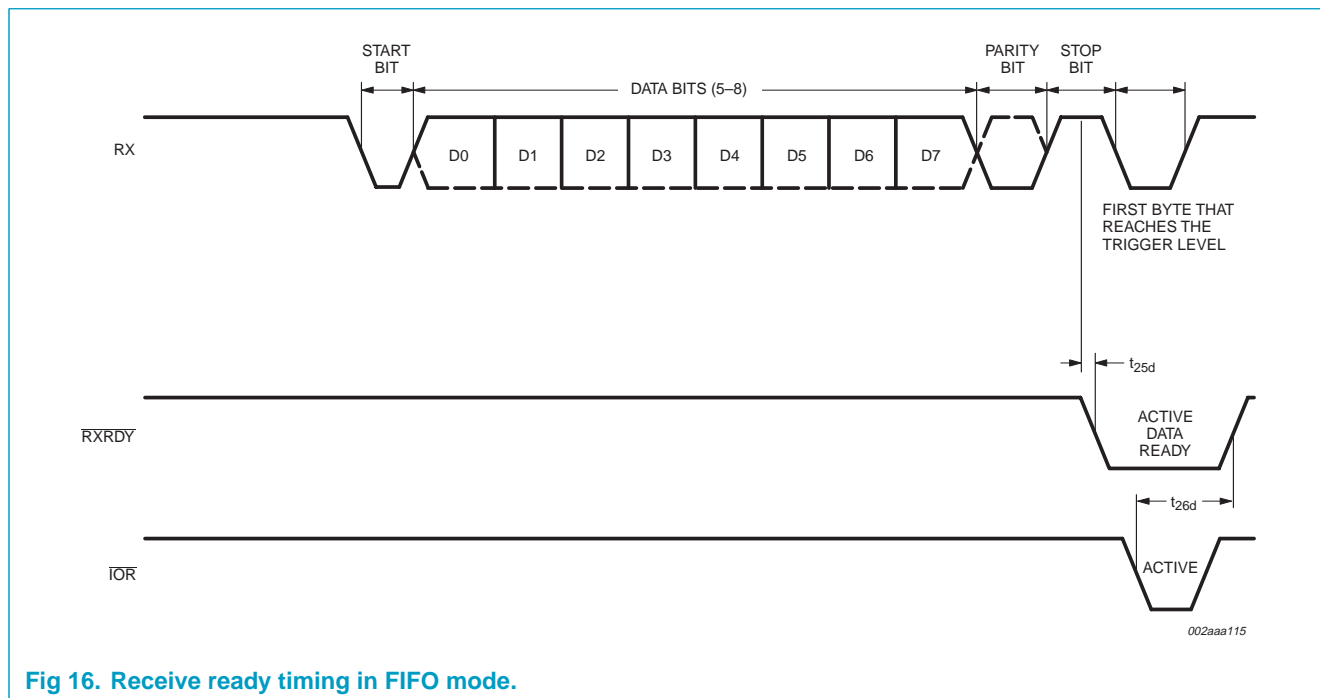 START
BIT
PARITY
BIT
STOP
BIT
DATA BITS (5–8)
RX
D0 D1 D2 D3 D4 D5 D6 D7
FIRST BYTE THAT
REACHES THE
TRIGGER LEVEL
t25d
RXRDY
ACTIVE
DATA
READY
t26d
IOR
ACTIVE
002aaa115
Fig 16. Receive ready timing in FIFO mode.